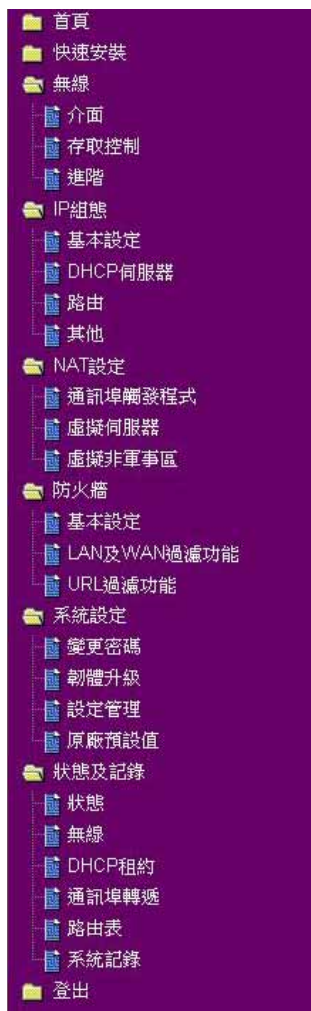 首頁
快速安裝
無線
介面
存取控制
進階
IP組態
基本設定
DHCP伺服器
路由
其他
NAT設定
通訊埠觸發程式
虛擬伺服器
虛擬非軍事區
防火牆
基本設定
LAN及WAN過濾功能
URL過濾功能
系統設定
變更密碼
韌體升級
設定管理
原廠預設值
狀態及記錄
狀態
無線
DHCP租約
通訊埠轉遞
路由表
系統記錄
登出